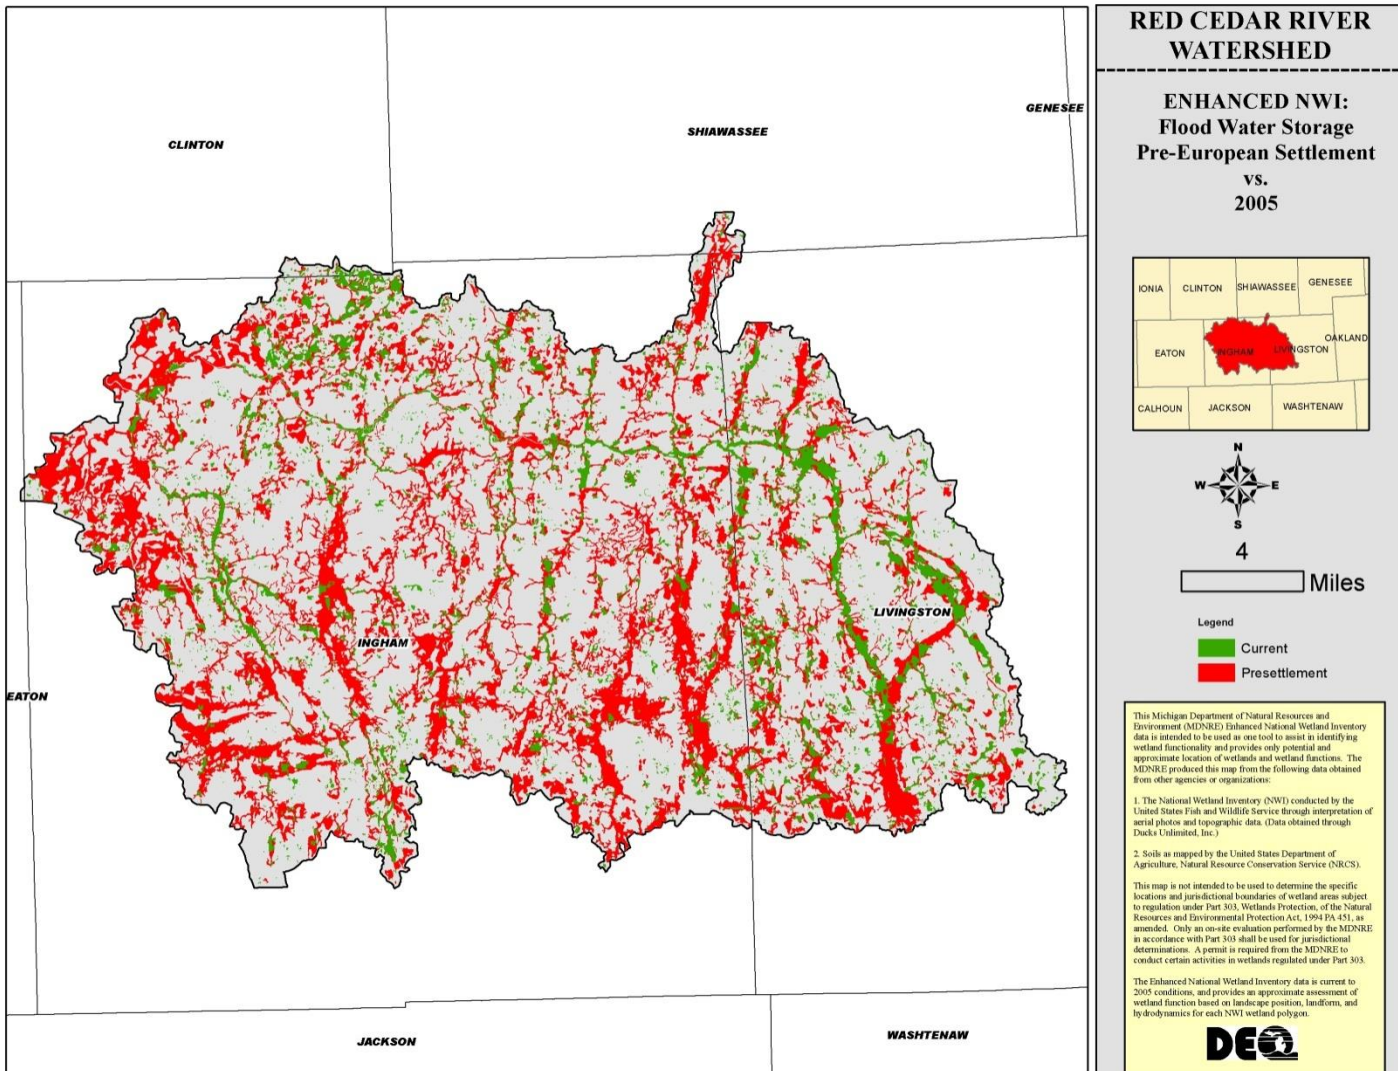 CLINTON
SHIAWASSEE
GENESEE
INGHAM
LIVINGSTON
EATON
JACKSON
WASHTENAW
RED CEDAR RIVER
WATERSHED
ENHANCED NWI:
Flood Water Storage
Pre-European Settlement
vs.
2005
IONIA
CLINTON
SHIAWASSEE
GENESEE
EATON
INGHAM
LIVINGSTON
OAKLAND
CALHOUN
JACKSON
WASHTENAW
N
W
E
S
4
Miles
Legend
Current
Presettlement
This Michigan Department of Natural Resources and
Environment (MDNRE) Enhanced National Wetland Inventory
data is intended to be used as one tool to assist in identifying
wetland functionality and provides only potential and
approximate location of wetlands and wetland functions. The
MDNRE produced this map from the following data obtained
from other agencies or organizations:
1. The National Wetland Inventory (NWI) conducted by the
United States Fish and Wildlife Service through interpretation of
aerial photos and topographic data. (Data obtained through
Ducks Unlimited, Inc.)
2. Soils as mapped by the United States Department of
Agriculture, Natural Resource Conservation Service (NRCS).
This map is not intended to be used to determine the specific
locations and jurisdictional boundaries of wetland areas subject
to regulation under Part 303, Wetlands Protection, of the Natural
Resources and Environmental Protection Act, 1994 PA 451, as
amended. Only an on-site evaluation performed by the MDNRE
in accordance with Part 303 shall be used for jurisdictional
determinations. A permit is required from the MDNRE to
conduct certain activities in wetlands regulated under Part 303.
The Enhanced National Wetland Inventory data is current to
2005 conditions, and provides an approximate assessment of
wetland function based on landscape position, landform, and
hydrodynamics for each NWI wetland polygon.
DEQ